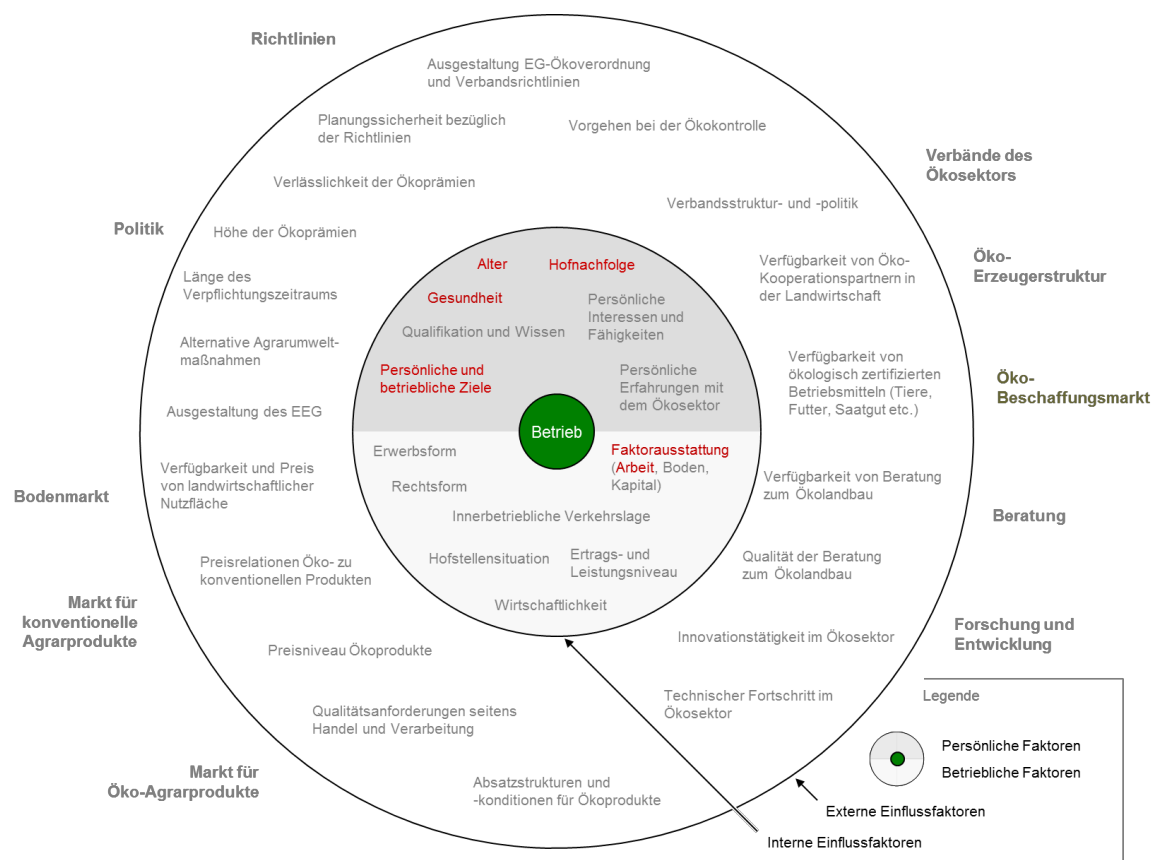 Richtlinien
Ausgestaltung EG-Ökoverordnung
und Verbandsrichtlinien
Planungssicherheit bezüglich
der Richtlinien
Vorgehen bei der Ökokontrolle
Verbände des
Ökosektors
Verlässlichkeit der Ökoprämien
Verbandsstruktur- und -politik
Politik
Höhe der Ökoprämien
Länge des
Verpflichtungszeitraums
Alternative Agrarumwelt-
maßnahmen
Ausgestaltung des EEG
Verfügbarkeit von Öko-
Kooperationspartnern in
der Landwirtschaft
Öko-
Erzeugerstruktur
Alter
Hofnachfolge
Gesundheit
Persönliche
Interessen und
Fähigkeiten
Qualifikation und Wissen
Persönliche und
betriebliche Ziele
Persönliche
Erfahrungen mit
dem Ökosektor
Verfügbarkeit von
ökologisch zertifizierten
Betriebsmitteln (Tiere,
Futter, Saatgut etc.)
Öko-
Beschaffungsmarkt
Betrieb
Erwerbsform
Faktorausstattung
(Arbeit, Boden,
Kapital)
Rechtsform
Innerbetriebliche Verkehrslage
Hofstellensituation
Ertrags- und
Leistungsniveau
Wirtschaftlichkeit
Bodenmarkt
Verfügbarkeit und Preis
von landwirtschaftlicher
Nutzfläche
Verfügbarkeit von Beratung
zum Ökolandbau
Beratung
Qualität der Beratung
zum Ökolandbau
Preisrelationen Öko- zu
konventionellen Produkten
Markt für
konventionelle
Agrarprodukte
Preisniveau Ökoprodukte
Innovationstätigkeit im Ökosektor
Forschung und
Entwicklung
Technischer Fortschritt im
Ökosektor
Qualitätsanforderungen seitens
Handel und Verarbeitung
Markt für
Öko-Agrarprodukte
Absatzstrukturen und
-konditionen für Ökoprodukte
Legende
Persönliche Faktoren
Betriebliche Faktoren
Externe Einflussfaktoren
Interne Einflussfaktoren